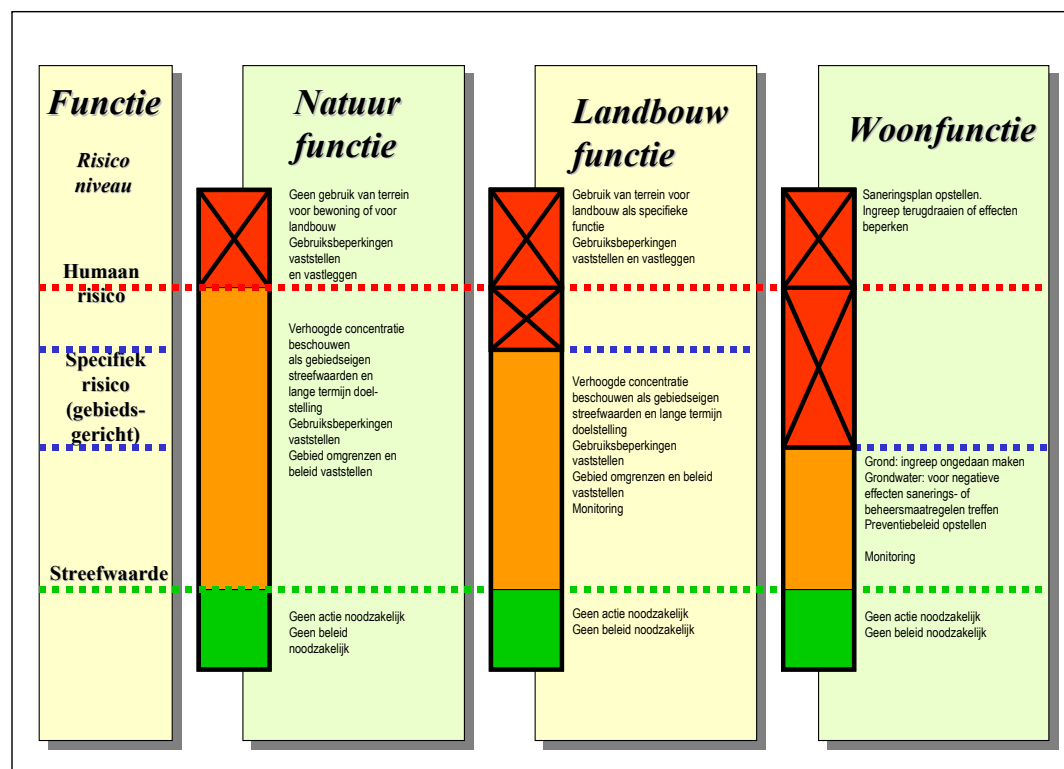 Functie
Risico
niveau
Humaan
risico
Specifiek
risico
(gebieds-
gericht)
Streefwaarde
Natuur
functie
Geen gebruik van terrein
voor bewoning of voor
landbouw
Gebruiksbeperkingen
vaststellen
en vastleggen
Verhoogde concentratie
beschouwen
als gebiedseigen
streefwaarden en
lange termijn doel-
stelling
Gebruiksbeperkingen
vaststellen
Gebied omgrenzen en
beleid vaststellen
Geen actie noodzakelijk
Geen beleid
noodzakelijk
Landbouw
functie
Gebruik van terrein voor
landbouw als specifieke
functie
Gebruiksbeperkingen
vaststellen en vastleggen
Verhoogde concentratie
beschouwen als gebiedseigen
streefwaarden en lange termijn
doelstelling
Gebruiksbeperkingen
vaststellen
Gebied omgrenzen en beleid
vaststellen
Monitoring
Geen actie noodzakelijk
Geen beleid noodzakelijk
Woonfunctie
Saneringsplan opstellen.
Ingreep terugdraaien of effecten
beperken
Grond: ingreep ongedaan maken
Grondwater: voor negatieve
effecten sanerings- of
beheersmaatregelen treffen
Preventiebeleid opstellen
Monitoring
Geen actie noodzakelijk
Geen beleid noodzakelijk